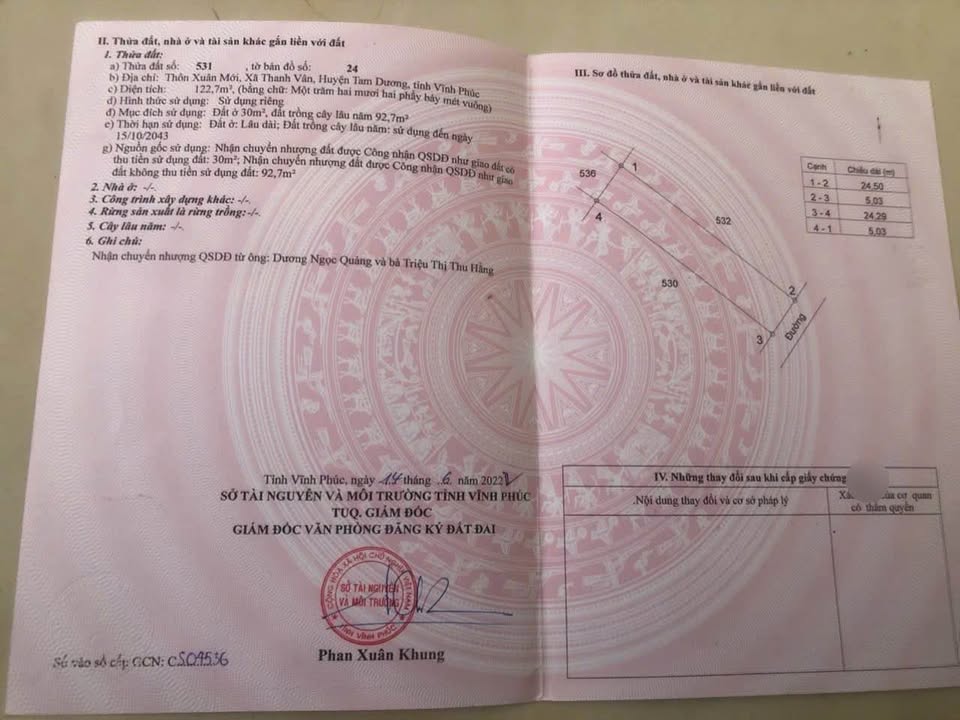 II. Thửa đất, nhà ở và tài sản khác gắn liền với đất
1. Thửa đất:
a) Thửa đất số: 531 , tờ bản đồ số: 24
b) Địa chỉ: Thôn Xuân Mới, Xã Thanh Vân, Huyện Tam Dương, tỉnh Vĩnh Phúc
c) Diện tích: 122,7m², (bằng chữ: Một trăm hai mươi hai phẩy bảy mét vuông)
d) Hình thức sử dụng: Sử dụng riêng
đ) Mục đích sử dụng: Đất ở 30m², đất trồng cây lâu năm 92,7m²
e) Thời hạn sử dụng: Đất ở: Lâu dài; Đất trồng cây lâu năm: sử dụng đến ngày
15/10/2043
g) Nguồn gốc sử dụng: Nhận chuyển nhượng đất được Công nhận QSDĐ như giao đất có
thu tiền sử dụng đất: 30m²; Nhận chuyển nhượng đất được Công nhận QSDĐ như giao
đất không thu tiền sử dụng đất: 92,7m²
2. Nhà ở: -/-.
3. Công trình xây dựng khác: -/-.
4. Rừng sản xuất là rừng trồng:-/-.
5. Cây lâu năm: -/-.
6. Ghi chú:
Nhận chuyển nhượng QSDĐ từ ông: Dương Ngọc Quảng và bà Triệu Thị Thu Hằng
Tỉnh Vĩnh Phúc, ngày 14 tháng 6 năm 2022
SỞ TÀI NGUYÊN VÀ MÔI TRƯỜNG TỈNH VĨNH PHÚC
TUQ. GIÁM ĐỐC
GIÁM ĐỐC VĂN PHÒNG ĐĂNG KÝ ĐẤT ĐAI
CỘNG HÒA XÃ HỘI CHỦ NGHĨA VIỆT NAM
SỞ TÀI NGUYÊN
VÀ MÔI TRƯỜNG
TỈNH VĨNH PHÚC
Phan Xuân Khung
Số vào sổ cấp GCN: CS04536
III. Sơ đồ thửa đất, nhà ở và tài sản khác gắn liền với đất
Cạnh Chiều dài (m)
1 - 2 24,50
2 - 3 5,03
3 - 4 24,29
4 - 1 5,03
536
1
4
532
530
2
3
Đường
IV. Những thay đổi sau khi cấp giấy chứng
.Nội dung thay đổi và cơ sở pháp lý
của cơ quan
có thẩm quyền